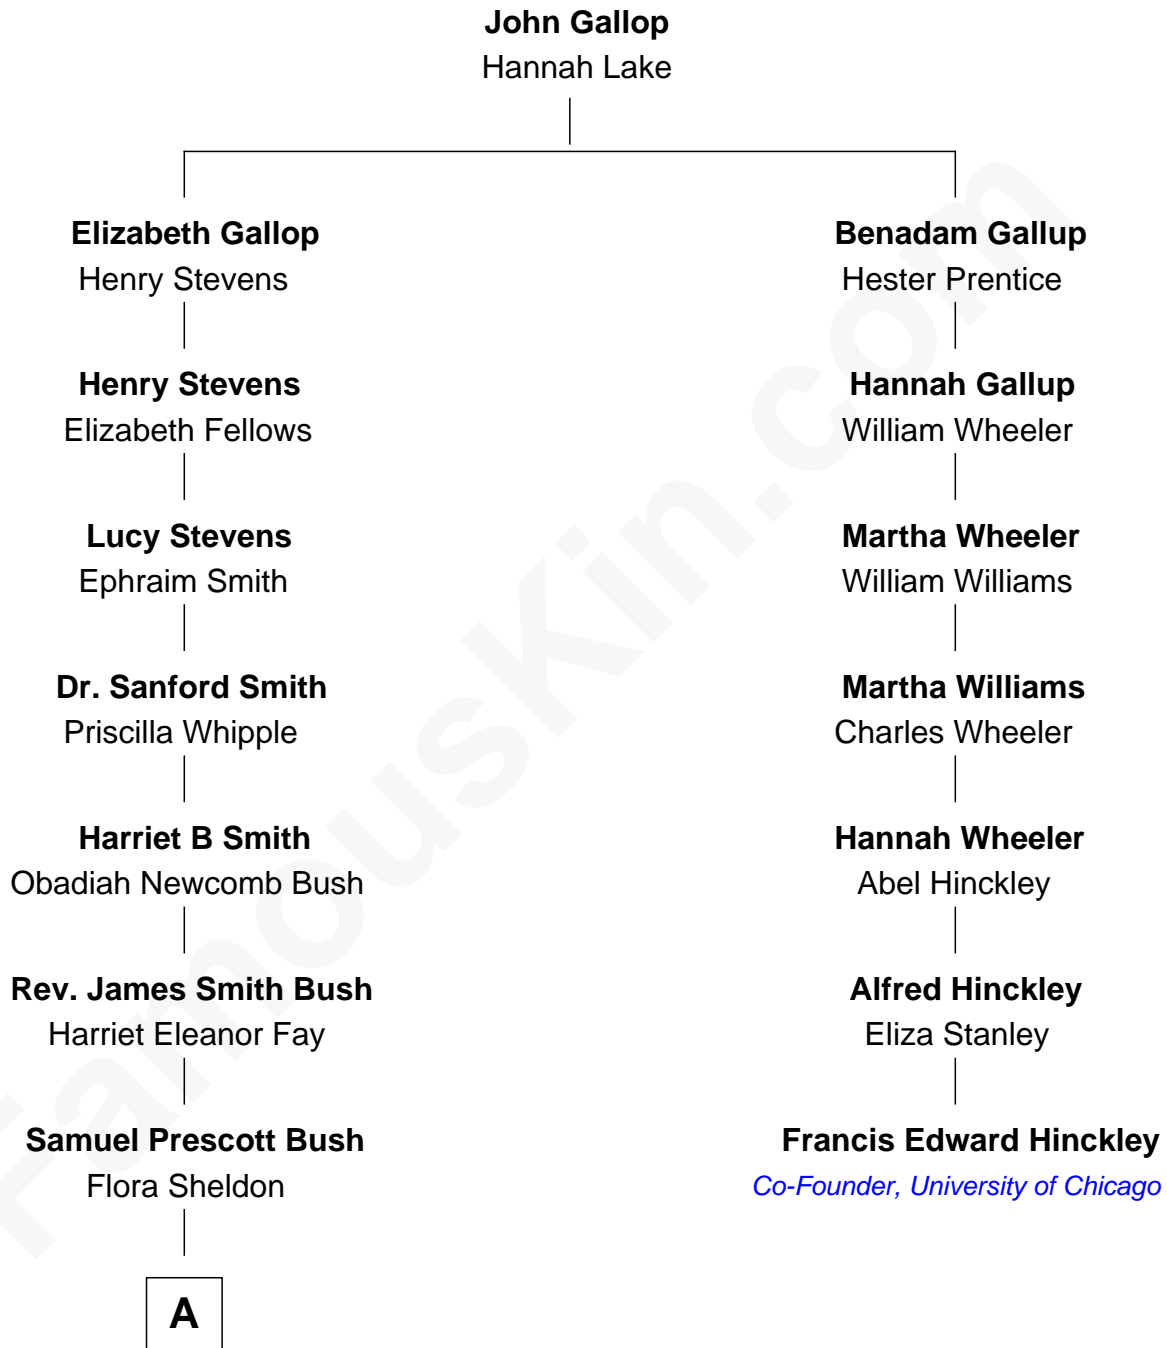 John Gallop
Hannah Lake
Elizabeth Gallop
Henry Stevens
Benadam Gallup
Hester Prentice
Henry Stevens
Elizabeth Fellows
Hannah Gallup
William Wheeler
Lucy Stevens
Ephraim Smith
Martha Wheeler
William Williams
Dr. Sanford Smith
Priscilla Whipple
Martha Williams
Charles Wheeler
Harriet B Smith
Obadiah Newcomb Bush
Hannah Wheeler
Abel Hinckley
Rev. James Smith Bush
Harriet Eleanor Fay
Alfred Hinckley
Eliza Stanley
Samuel Prescott Bush
Flora Sheldon
Francis Edward Hinckley
Co-Founder, University of Chicago
A
FamousKin.com